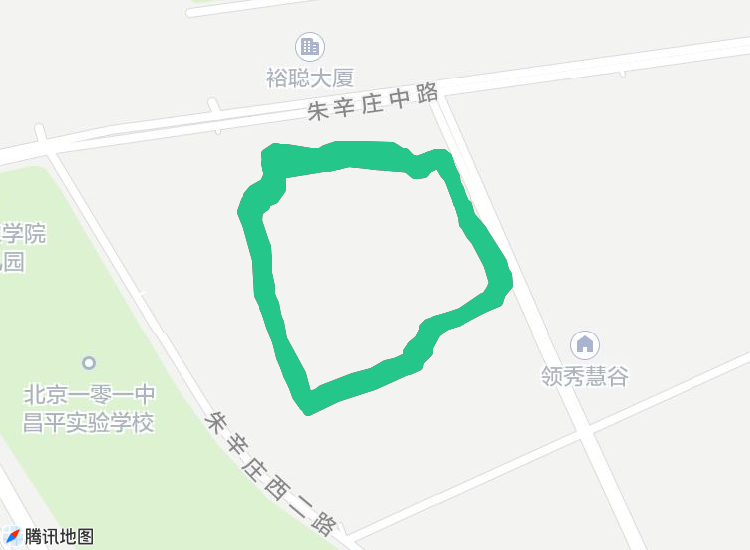 裕聪大厦
朱辛庄中路
学院
园
领秀慧谷
北京一零一中
昌平实验学校
朱辛庄西二路
腾讯地图